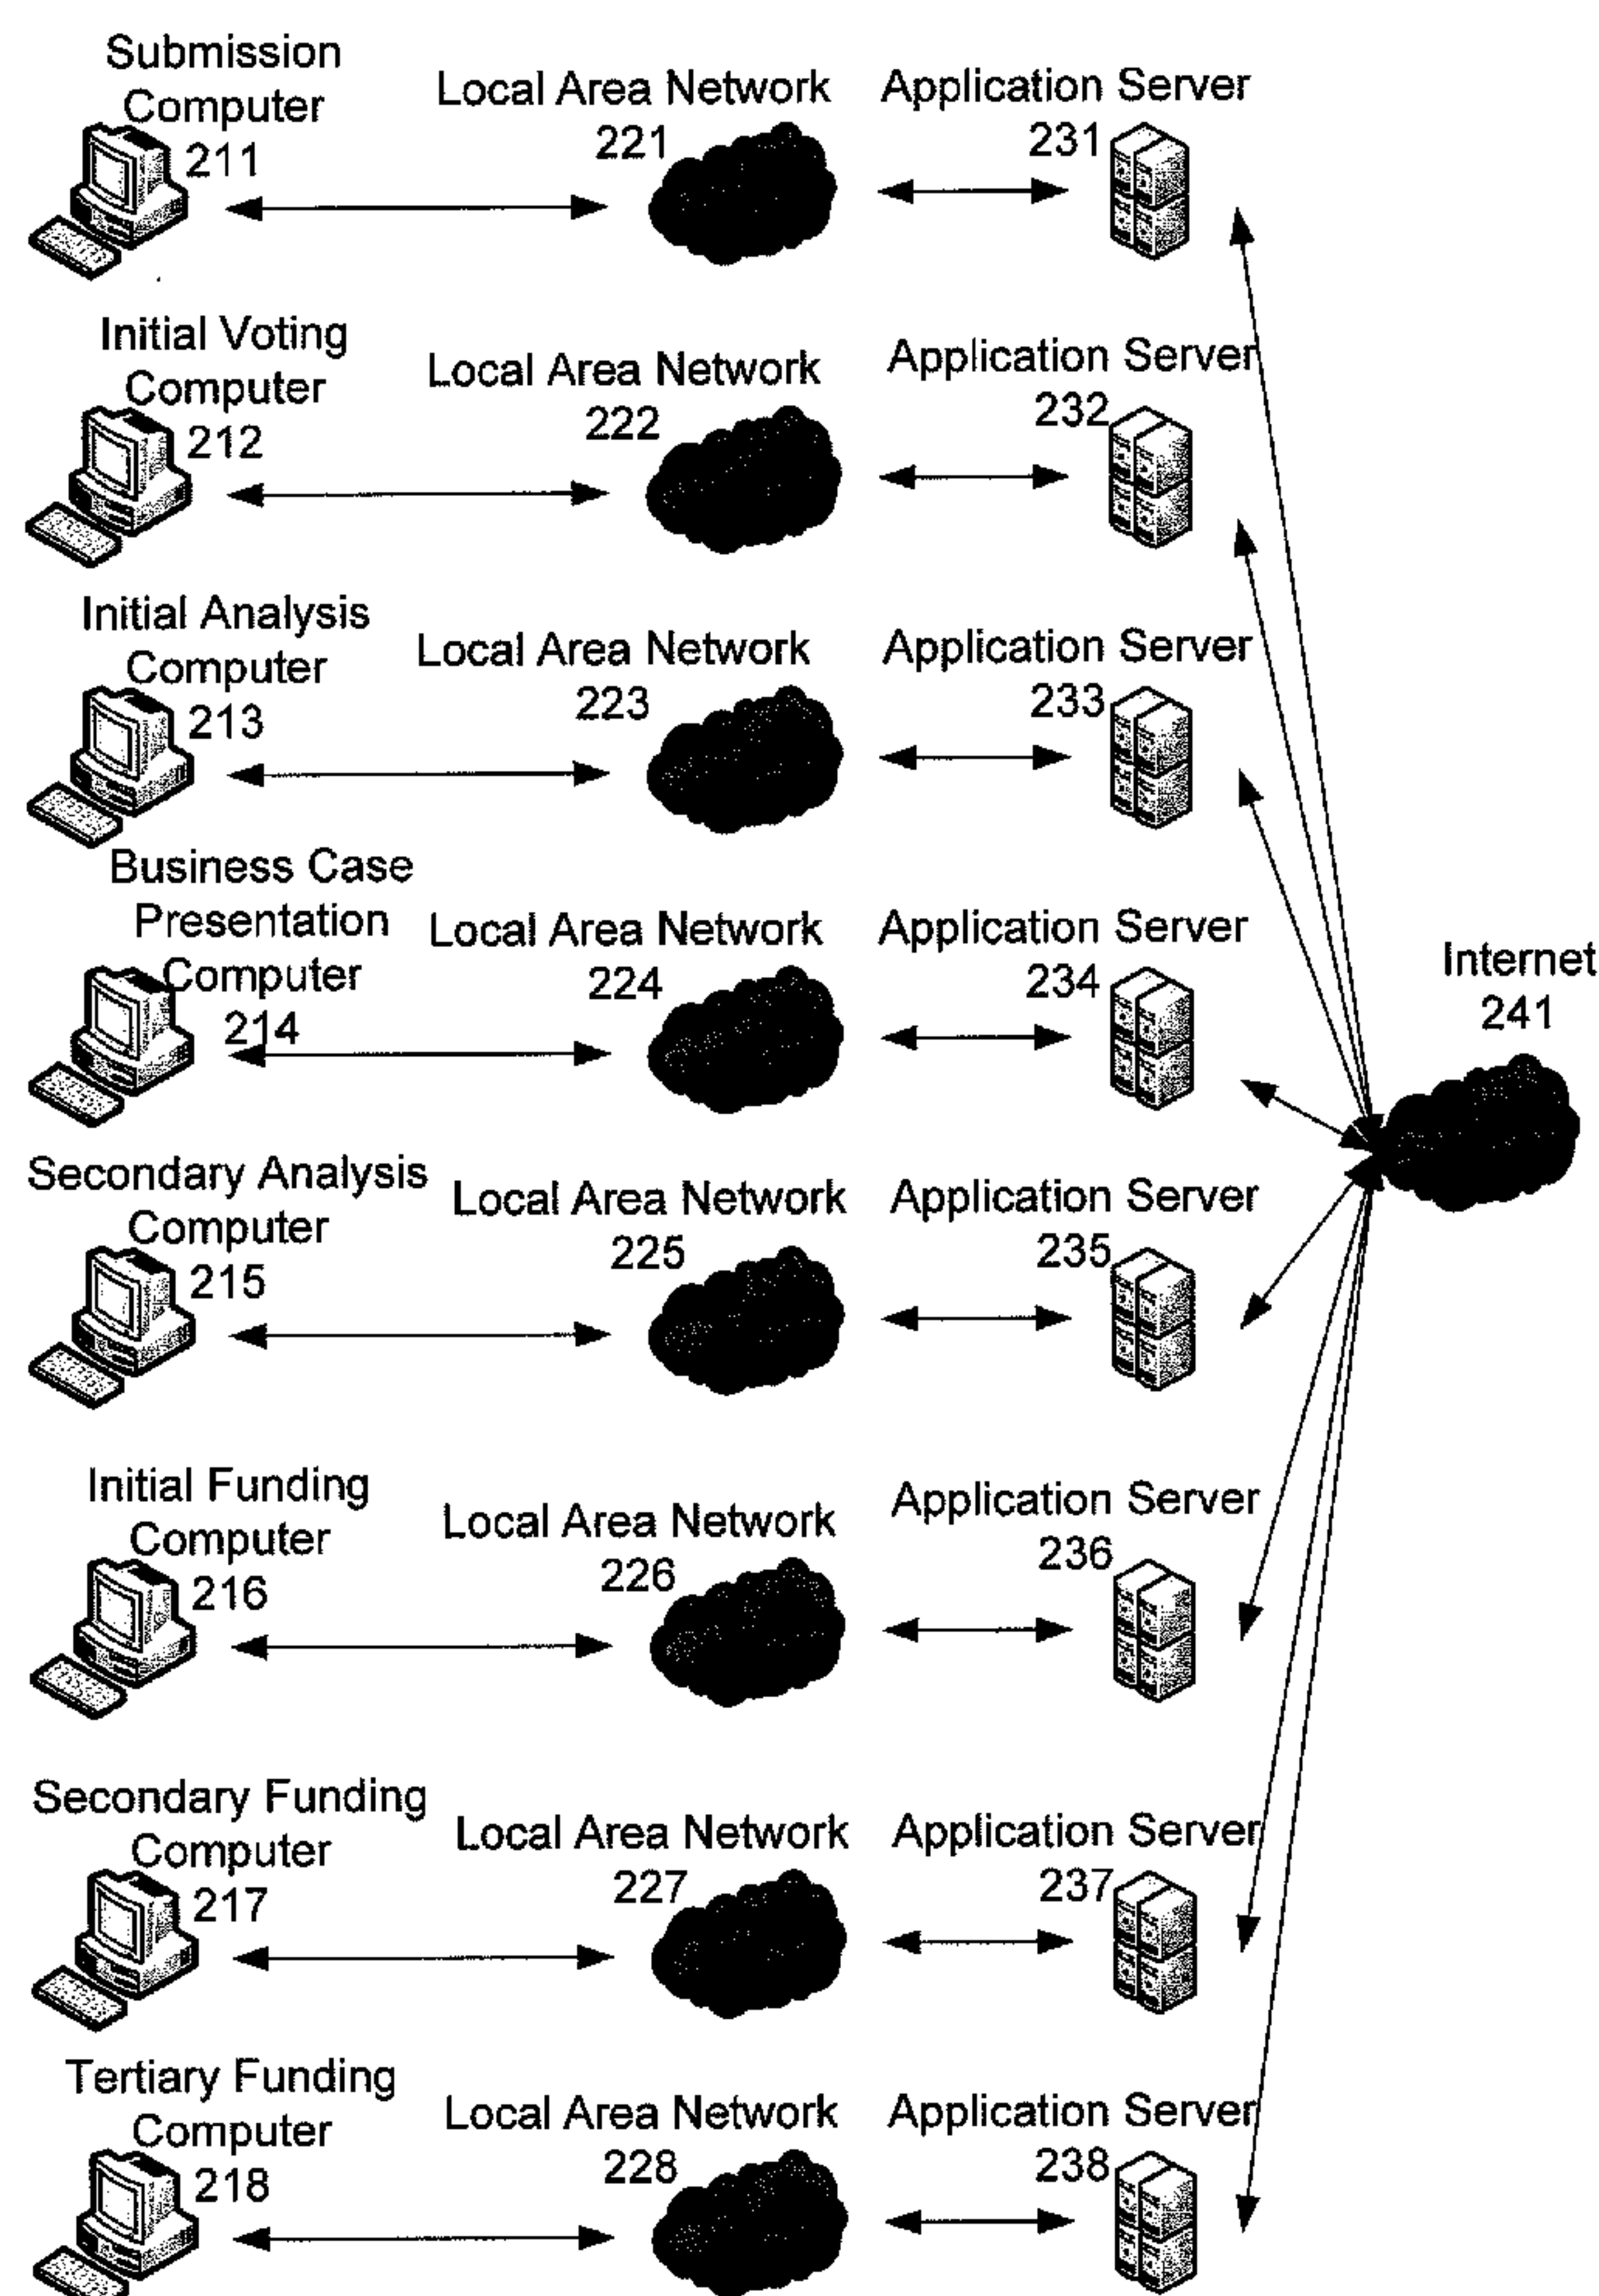 Submission
Computer
211
Local Area Network
221
Application Server
231
Initial Voting
Computer
212
Local Area Network
222
Application Server
232
Initial Analysis
Computer
213
Local Area Network
223
Application Server
233
Business Case
Presentation
Computer
214
Local Area Network
224
Application Server
234
Internet
241
Secondary Analysis
Computer
215
Local Area Network
225
Application Server
235
Initial Funding
Computer
216
Local Area Network
226
Application Server
236
Secondary Funding
Computer
217
Local Area Network
227
Application Server
237
Tertiary Funding
Computer
218
Local Area Network
228
Application Server
238